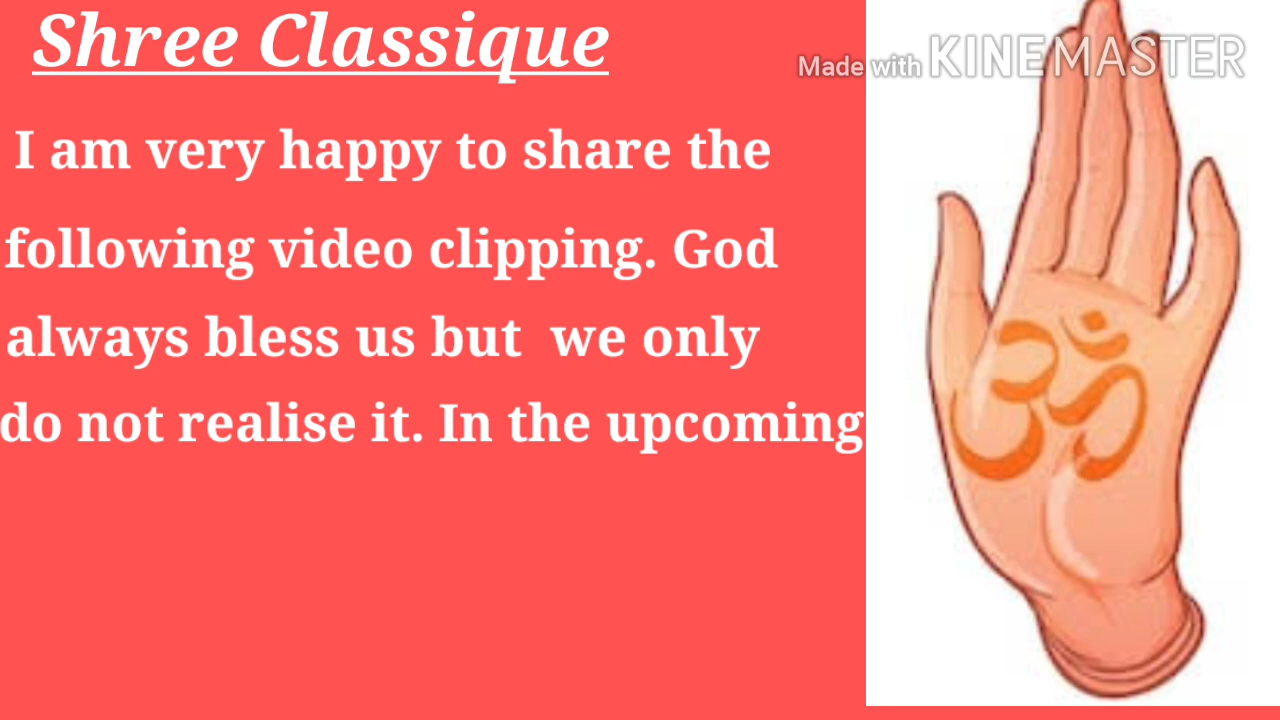 Shree Classique
Made with KINEMASTER
I am very happy to share the
following video clipping. God
always bless us but  we only
do not realise it. In the upcoming
ॐ